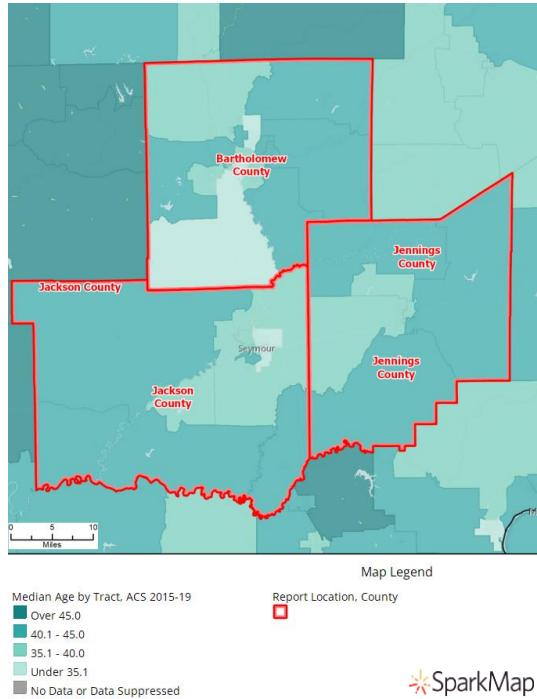 Bartholomew
County
Jennings
County
Jackson County
Seymour
Jennings
County
Jackson
County
0 5 10
Miles
Map Legend
Median Age by Tract, ACS 2015-19
Over 45.0
40.1 - 45.0
35.1 - 40.0
Under 35.1
No Data or Data Suppressed
Report Location, County
SparkMap